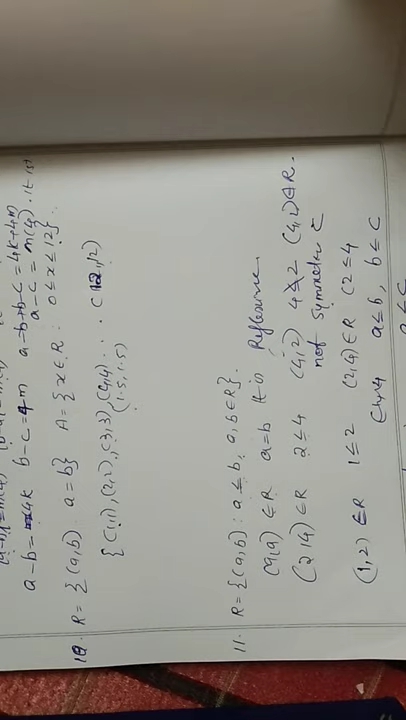 a-b=4k b-c=4m a-b+b-c=4k+4m
a-c=m(4).
10. R={(a,b): a=b} A={x∈R: 0≤x≤12}
{(1,1),(2,2),(3,3),(4,4)... (12,12)
(1.5,1.5)
11. R={(a,b): a≤b, a,b∈R}.
(a,a)∈R a=b It is Reflexive.
(2,4)∈R 2≤4 (4,2) 4≰2 (4,2)∉R.
not symmetric
(1,2)∈R 1≤2 (2,4)∈R (2≤4
a≤b, b≤c
a≤c